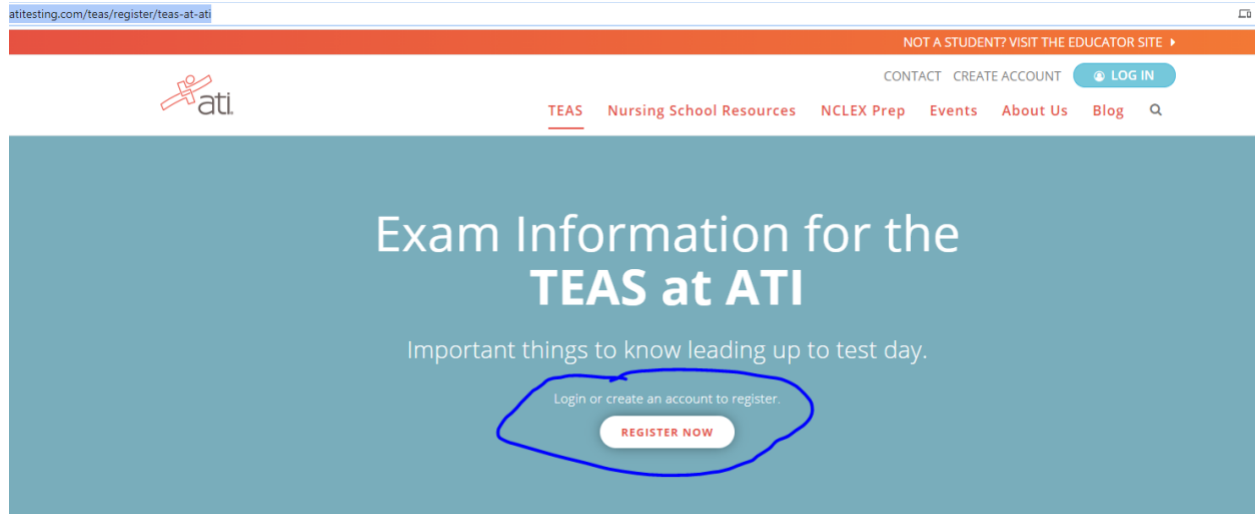 atitesting.com/teas/register/teas-at-ati
NOT A STUDENT? VISIT THE EDUCATOR SITE
CONTACT CREATE ACCOUNT LOG IN
ati
TEAS Nursing School Resources NCLEX Prep Events About Us Blog
Exam Information for the
TEAS at ATI
Important things to know leading up to test day.
Login or create an account to register.
REGISTER NOW